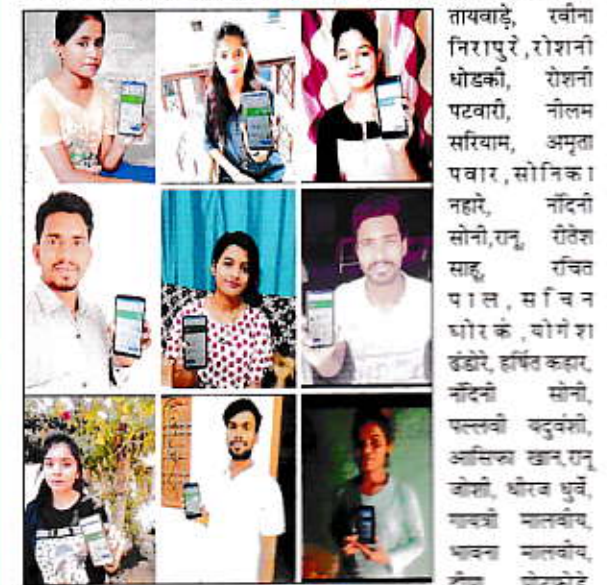 तायवाड़े, रवीना
निरापुरे,रोशनी
धोडकी, रोशनी
पटवारी, नीलम
सरियाम, अमृता
पवार,सोनिका
नहारे, नंदिनी
सोनी,रानू, रीतेश
साहू, रचित
पाल, सचिन
घोरके,योगेश
ढंडोरे, हर्षित कहार,
नंदिनी सोनी,
पल्लवी यदुवंशी,
आसिफा खान,रानू
जोशी, धीरज धुर्वे,
गायत्री मालवीय,
भावना मालवीय,